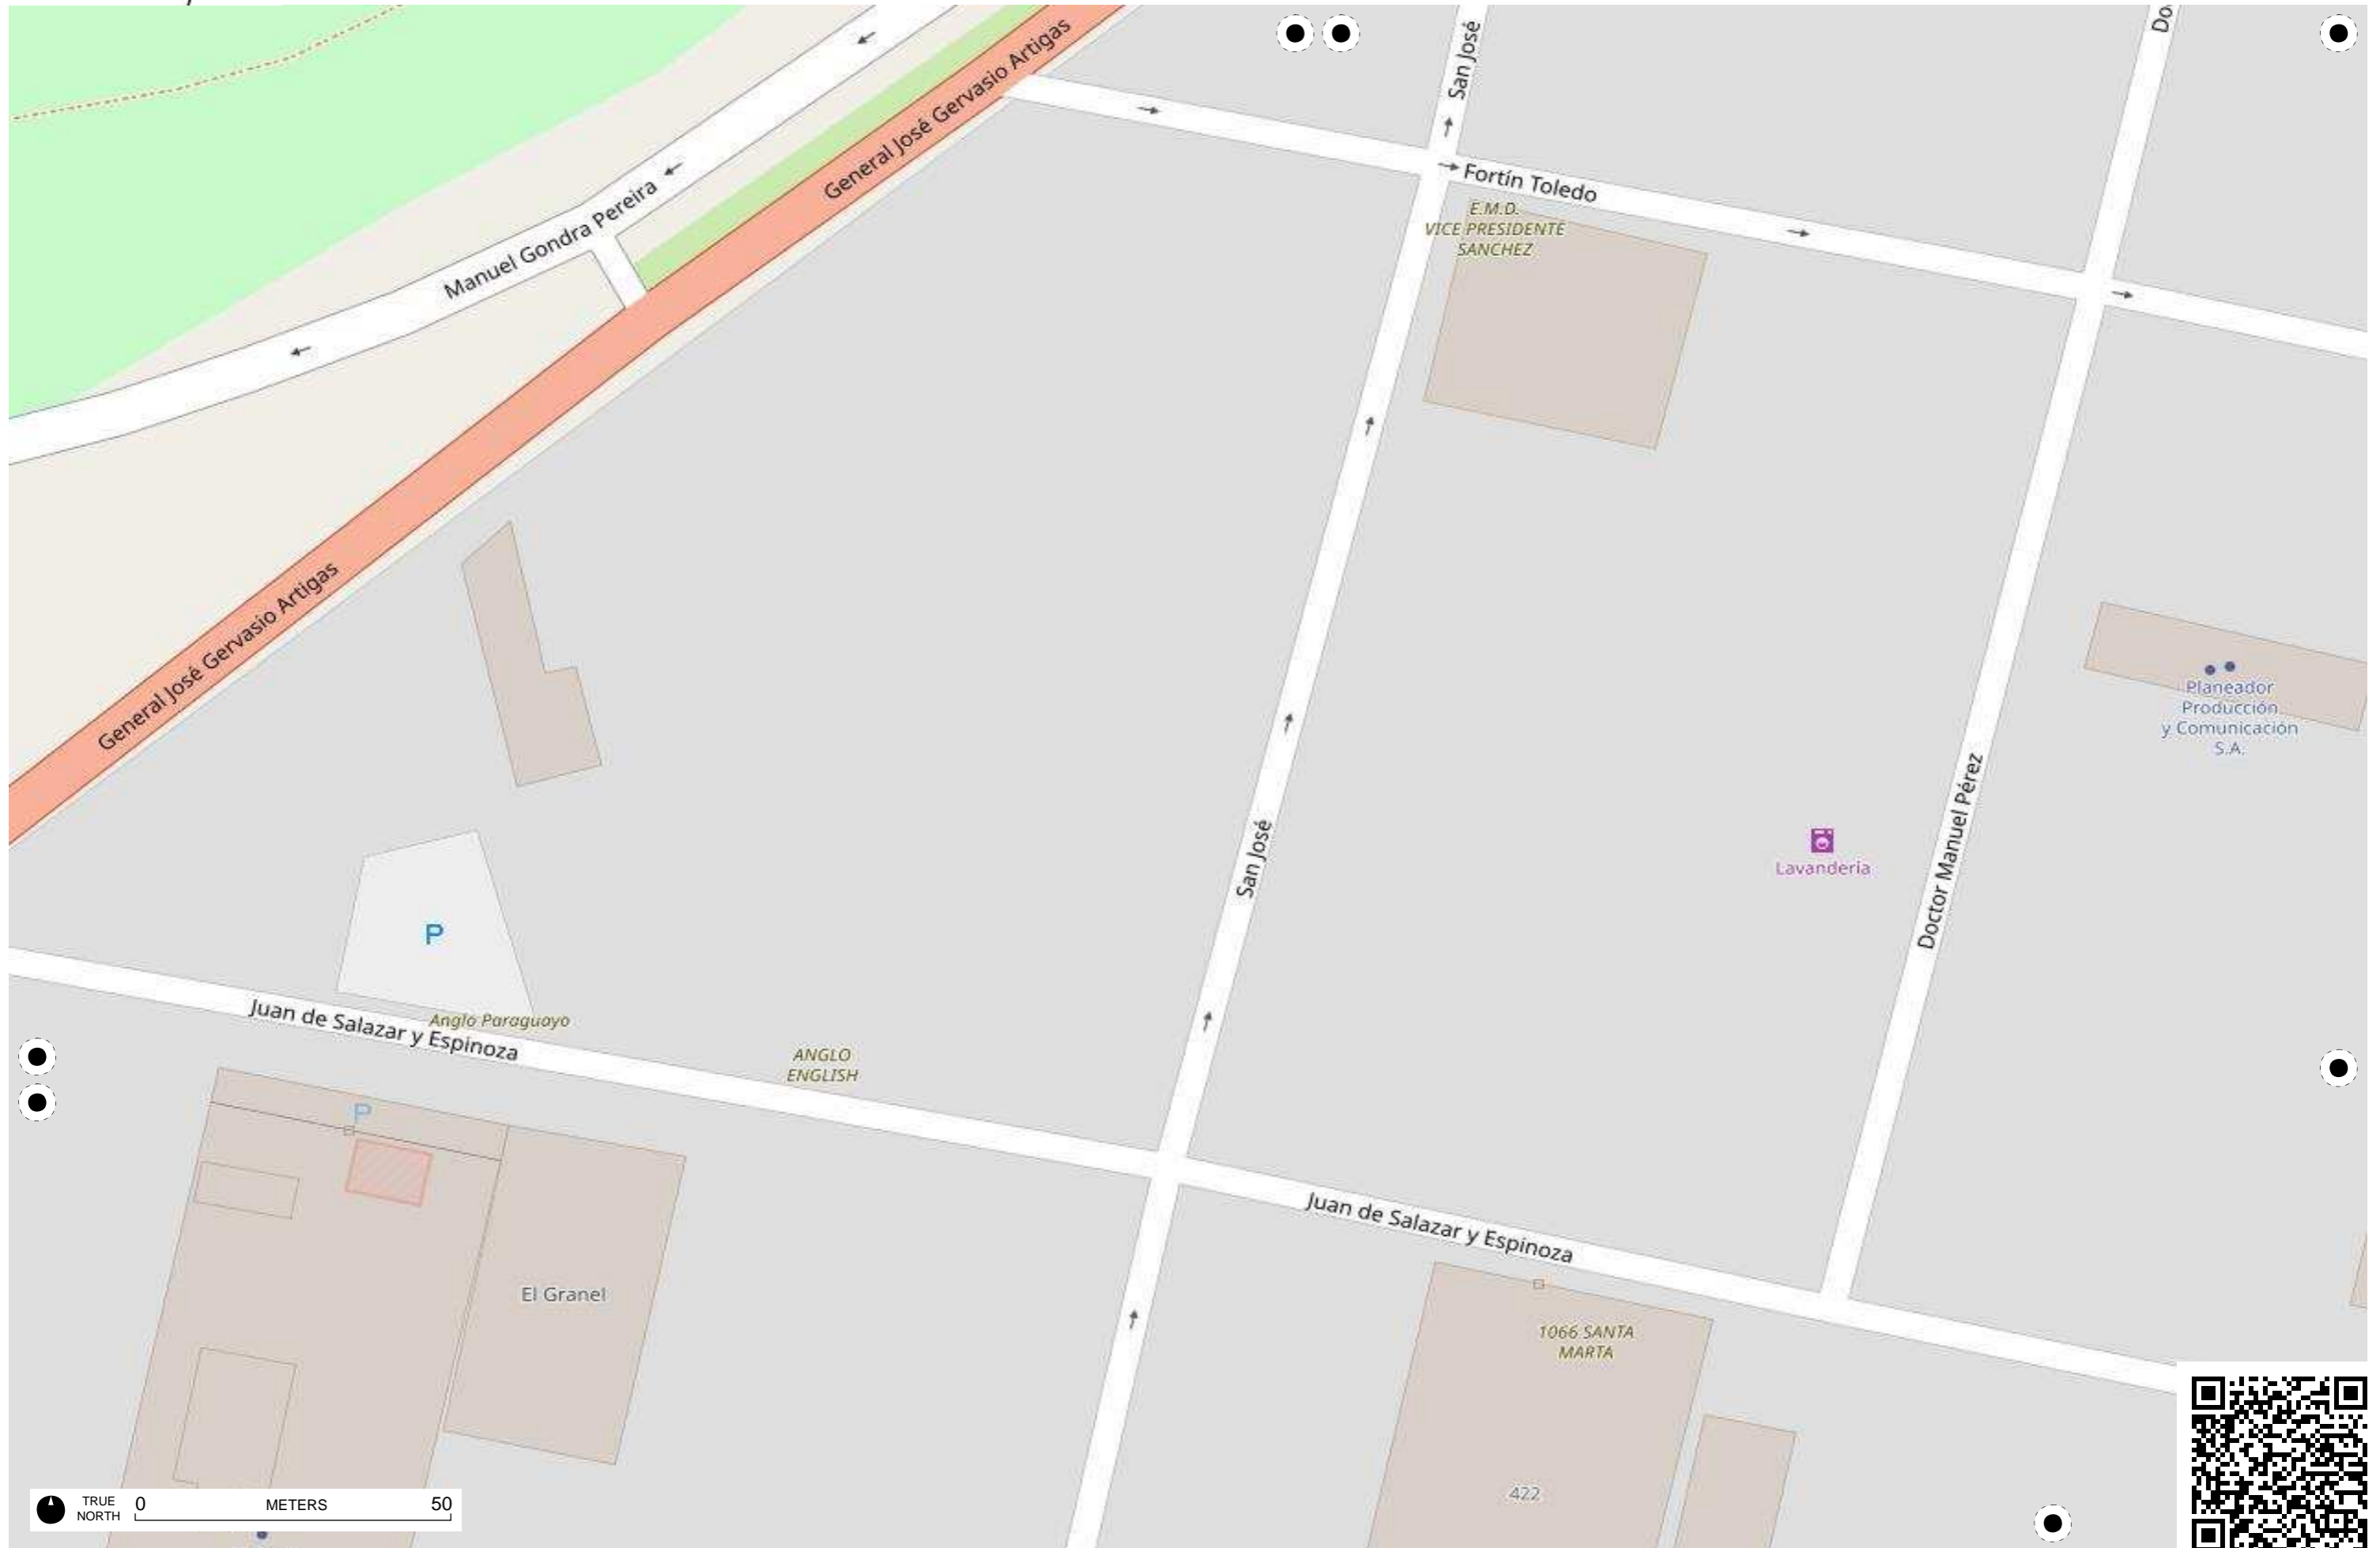 General José Gervasio Artigas
San José
Do
Manuel Gondra Pereira
Fortín Toledo
E.M.D.
VICE PRESIDENTE
SANCHEZ
General José Gervasio Artigas
Planeador
Producción
y Comunicación
S.A.
San José
Doctor Manuel Pérez
Lavandería
P
Juan de Salazar y Espinoza
Anglo Paraguayo
ANGLO
ENGLISH
P
Juan de Salazar y Espinoza
El Granel
1066 SANTA
MARTA
422
TRUE
NORTH
0 METERS 50